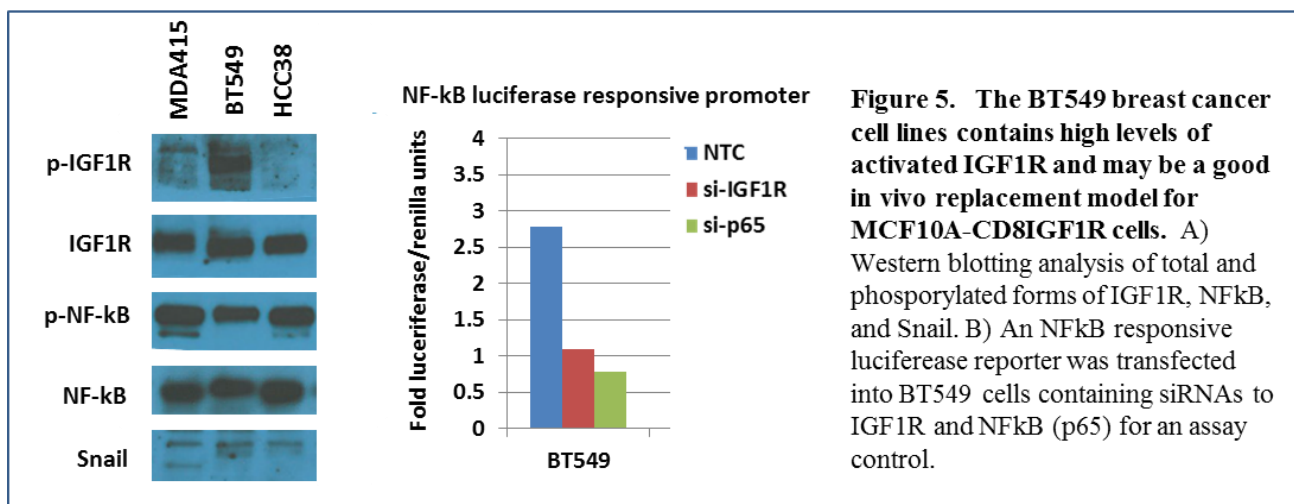 MDA415
BT549
HCC38
p-IGF1R
IGF1R
p-NF-kB
NF-kB
Snail
NF-kB luciferase responsive promoter
Fold luceriferase/renilla units
4
3.5
3
2.5
2
1.5
1
0.5
0
BT549
NTC
si-IGF1R
si-p65
Figure 5. The BT549 breast cancer
cell lines contains high levels of
activated IGF1R and may be a good
in vivo replacement model for
MCF10A-CD8IGF1R cells. A)
Western blotting analysis of total and
phosporylated forms of IGF1R, NFkB,
and Snail. B) An NFkB responsive
luciferease reporter was transfected
into BT549 cells containing siRNAs to
IGF1R and NFkB (p65) for an assay
control.